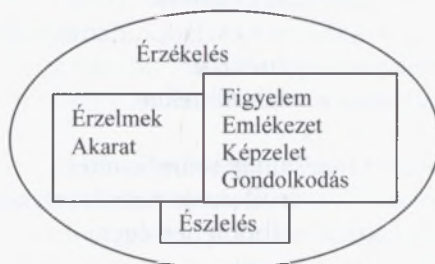 Érzékelés
Érzelmek
Akarat
Figyelem
Emlékezet
Képzelet
Gondolkodás
Észlelés